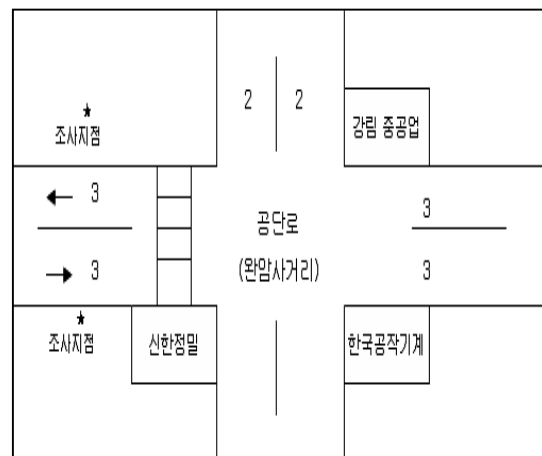 2 2
★
조사지점
강림 중공업
← 3
3
공단로
(완암사거리)
→ 3
3
★
조사지점
신한정밀
한국공작기계